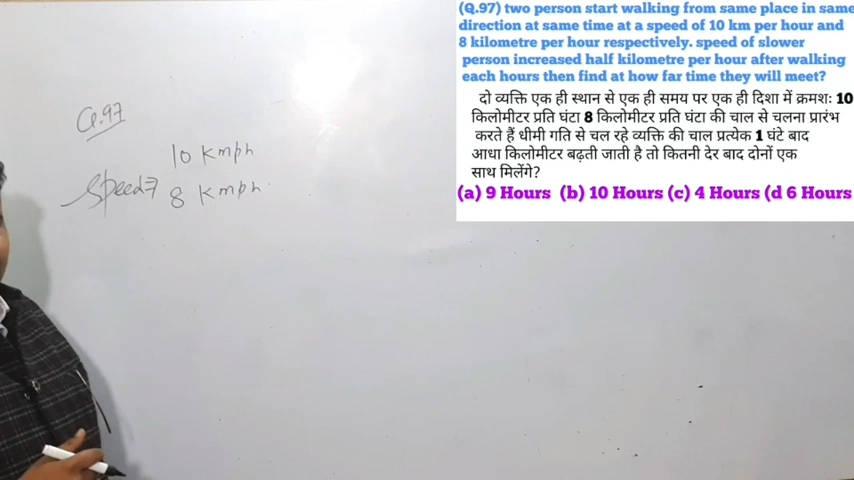 (Q.97) two person start walking from same place in same
direction at same time at a speed of 10 km per hour and
8 kilometre per hour respectively. speed of slower
person increased half kilometre per hour after walking
each hours then find at how far time they will meet?
दो व्यक्ति एक ही स्थान से एक ही समय पर एक ही दिशा में क्रमशः 10
किलोमीटर प्रति घंटा 8 किलोमीटर प्रति घंटा की चाल से चलना प्रारंभ
करते हैं धीमी गति से चल रहे व्यक्ति की चाल प्रत्येक 1 घंटे बाद
आधा किलोमीटर बढ़ती जाती है तो कितनी देर बाद दोनों एक
साथ मिलेंगे?
(a) 9 Hours (b) 10 Hours (c) 4 Hours (d 6 Hours
Q.97
10 Kmph
Speed⇒ 8 Kmph